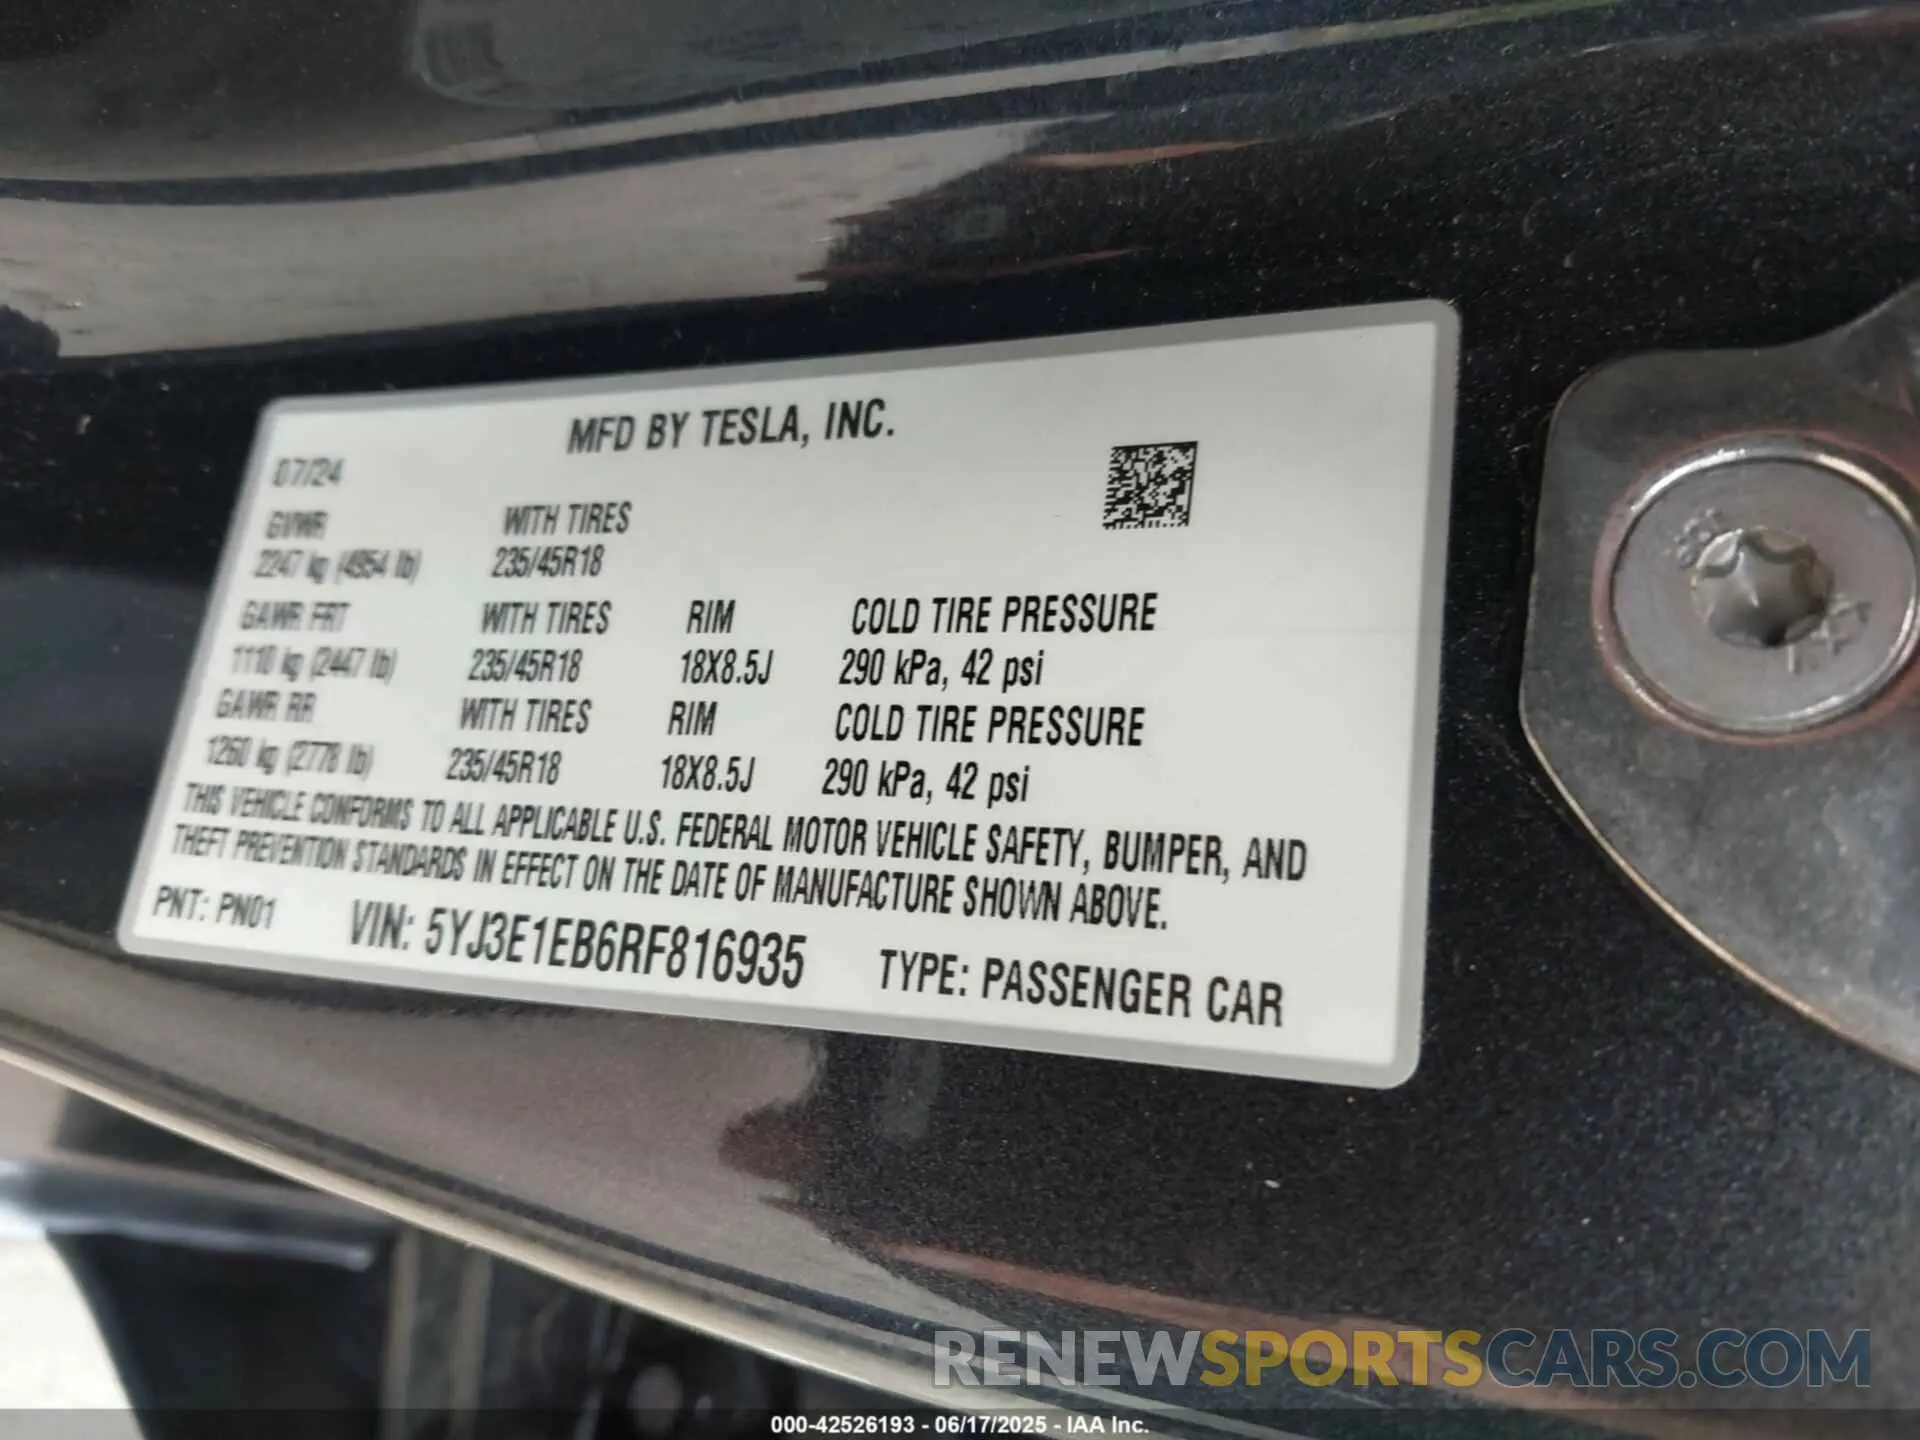 MFD BY TESLA, INC.
07/24
GVWR WITH TIRES
2247 kg (4954 lb) 235/45R18
GAWR FRT WITH TIRES RIM COLD TIRE PRESSURE
1110 kg (2447 lb) 235/45R18 18X8.5J 290 kPa, 42 psi
GAWR RR WITH TIRES RIM COLD TIRE PRESSURE
1260 kg (2778 lb) 235/45R18 18X8.5J 290 kPa, 42 psi
THIS VEHICLE CONFORMS TO ALL APPLICABLE U.S. FEDERAL MOTOR VEHICLE SAFETY, BUMPER, AND
THEFT PREVENTION STANDARDS IN EFFECT ON THE DATE OF MANUFACTURE SHOWN ABOVE.
PNT: PN01 VIN: 5YJ3E1EB6RF816935 TYPE: PASSENGER CAR
RENEWSPORTSCARS.COM
000-42526193 - 06/17/2025 - IAA Inc.